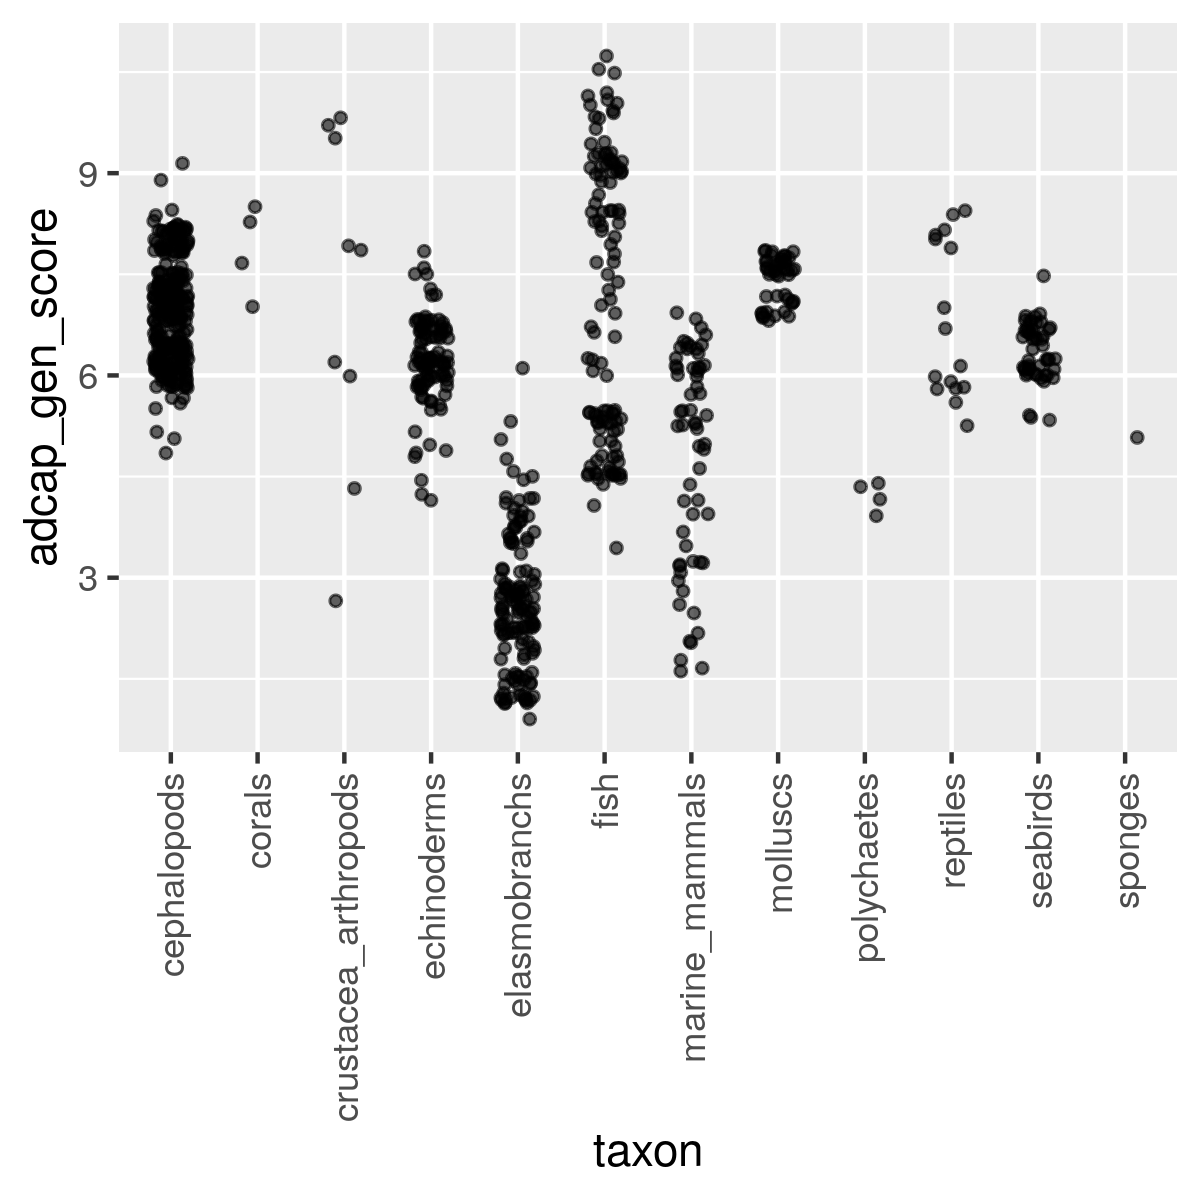 adcap_gen_score
9
6
3
cephalopods
corals
crustacea_arthropods
echinoderms
elasmobranchs
fish
marine_mammals
molluscs
polychaetes
reptiles
seabirds
sponges
taxon